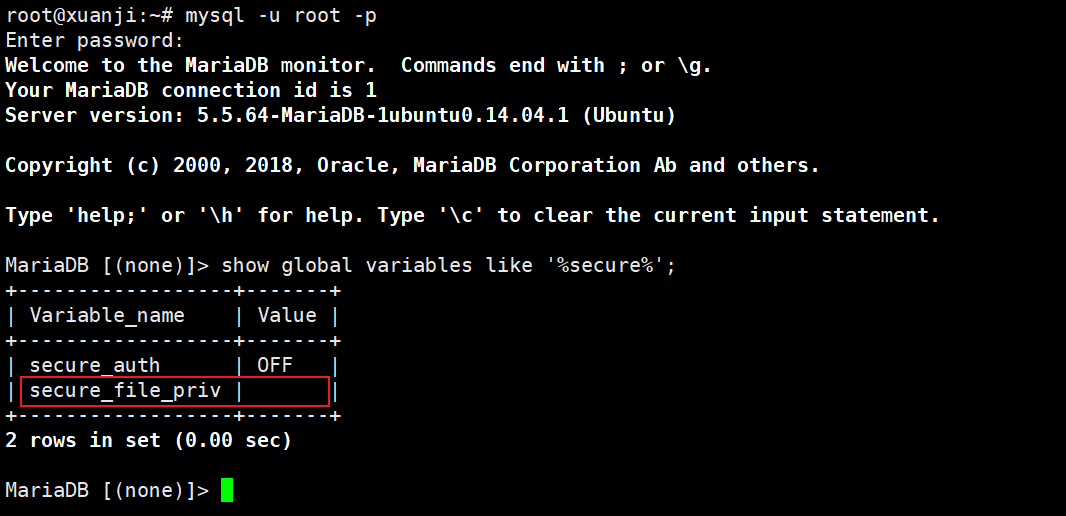 root@xuanji:~# mysql -u root -p
Enter password:
Welcome to the MariaDB monitor.  Commands end with ; or \g.
Your MariaDB connection id is 1
Server version: 5.5.64-MariaDB-1ubuntu0.14.04.1 (Ubuntu)

Copyright (c) 2000, 2018, Oracle, MariaDB Corporation Ab and others.

Type 'help;' or '\h' for help. Type '\c' to clear the current input statement.

MariaDB [(none)]> show global variables like '%secure%';
+------------------+-------+
| Variable_name    | Value |
+------------------+-------+
| secure_auth      | OFF   |
| secure_file_priv |       |
+------------------+-------+
2 rows in set (0.00 sec)

MariaDB [(none)]>